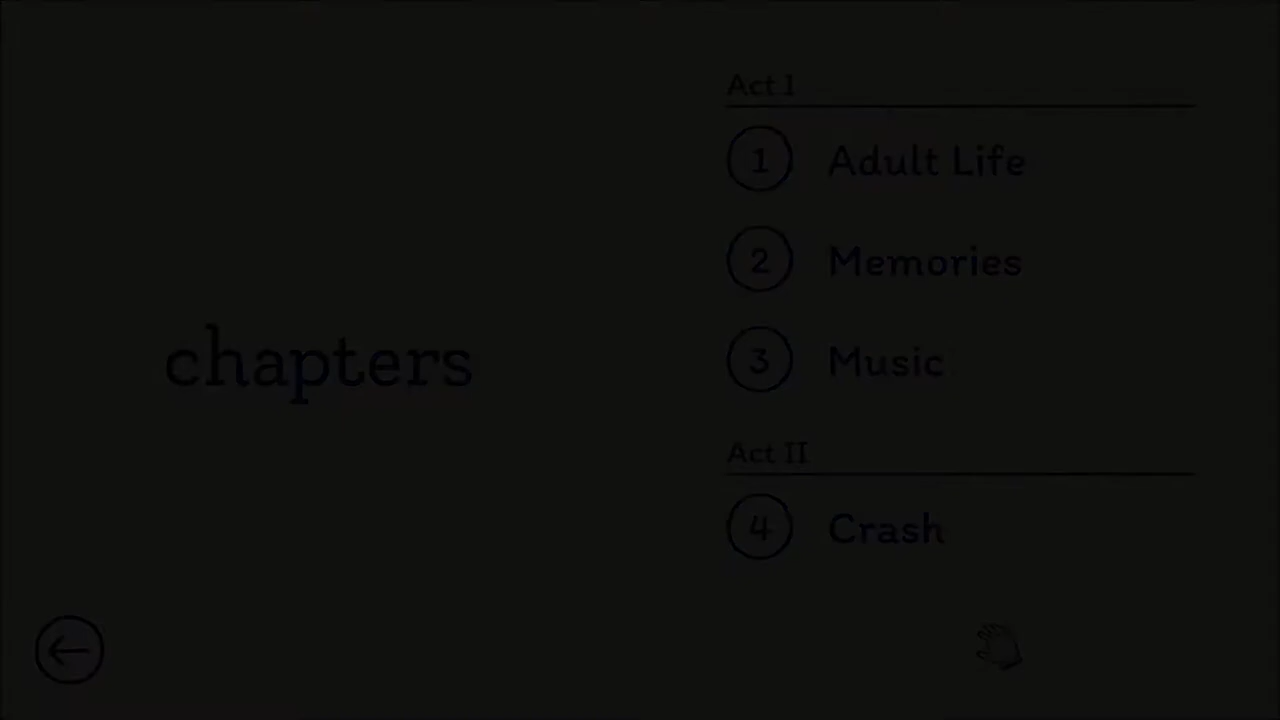 chapters
Act I
1 Adult Life
2 Memories
3 Music
Act II
4 Crash